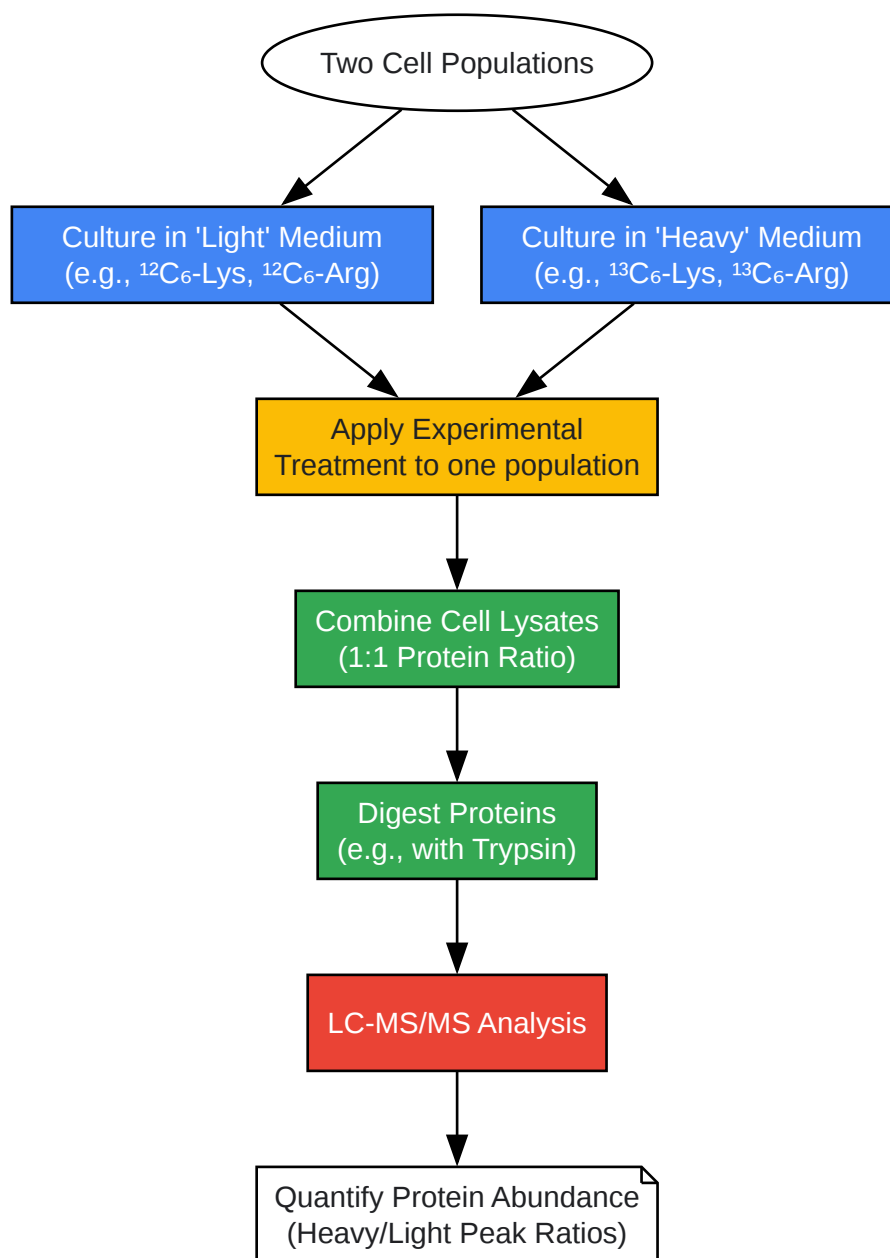 Two Cell Populations
Culture in 'Light' Medium
(e.g., ¹²C₆-Lys, ¹²C₆-Arg)
Culture in 'Heavy' Medium
(e.g., ¹³C₆-Lys, ¹³C₆-Arg)
Apply Experimental
Treatment to one population
Combine Cell Lysates
(1:1 Protein Ratio)
Digest Proteins
(e.g., with Trypsin)
LC-MS/MS Analysis
Quantify Protein Abundance
(Heavy/Light Peak Ratios)